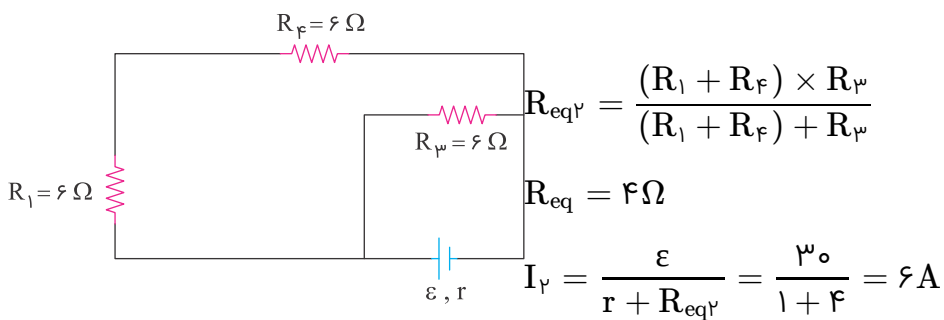 R۴ = ۶ Ω
R۳ = ۶ Ω
R۱ = ۶ Ω
ε , r
Req۲ = (R۱ + R۴) × R۳ / (R۱ + R۴) + R۳
Req = ۴Ω
I۲ = ε / r + Req۲ = ۳۰ / ۱ + ۴ = ۶A